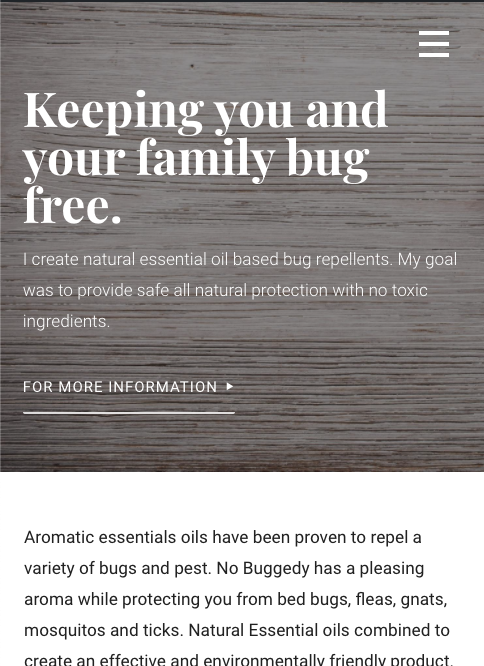 Keeping you and
your family bug
free.
I create natural essential oil based bug repellents. My goal
was to provide safe all natural protection with no toxic
ingredients.
FOR MORE INFORMATION
Aromatic essentials oils have been proven to repel a
variety of bugs and pest. No Buggedy has a pleasing
aroma while protecting you from bed bugs, fleas, gnats,
mosquitos and ticks. Natural Essential oils combined to
create an effective and environmentally friendly product.